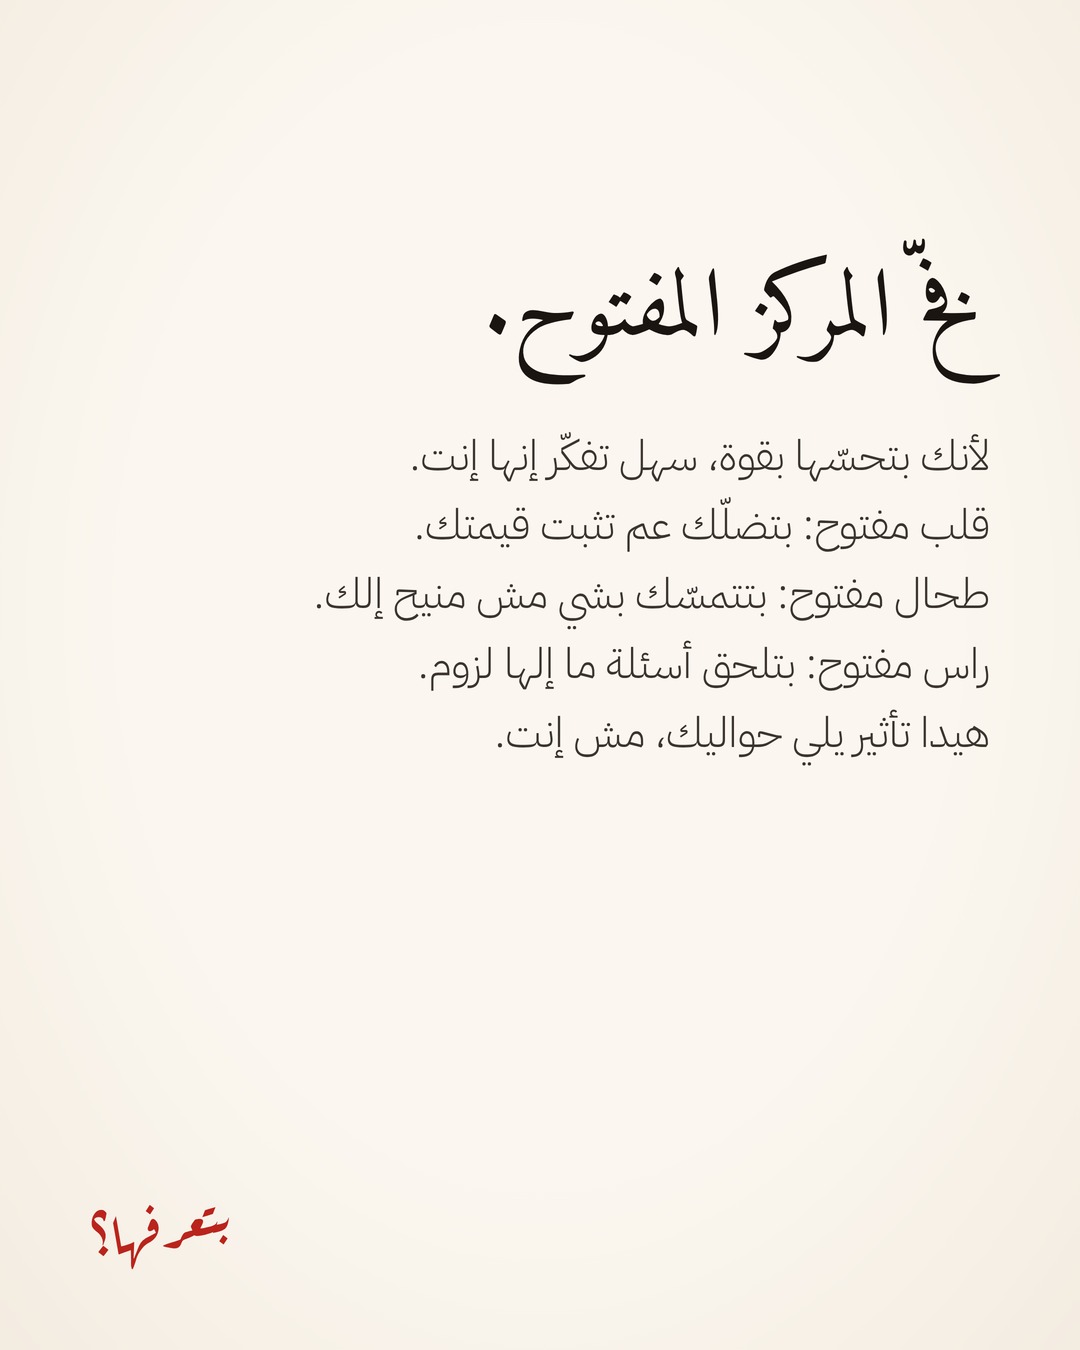 فخّ المركز المفتوح.
لأنك بتحسّها بقوة، سهل تفكّر إنها إنت.
قلب مفتوح: بتضلّك عم تثبت قيمتك.
طحال مفتوح: بتتمسّك بشي مش منيح إلك.
راس مفتوح: بتلحق أسئلة ما إلها لزوم.
هيدا تأثير يلي حواليك، مش إنت.
بتعرفها؟